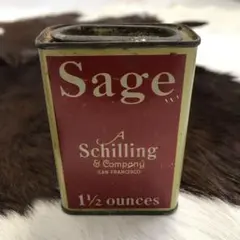 Sage
A
Schilling
& Company
SAN FRANCISCO
1½ ounces